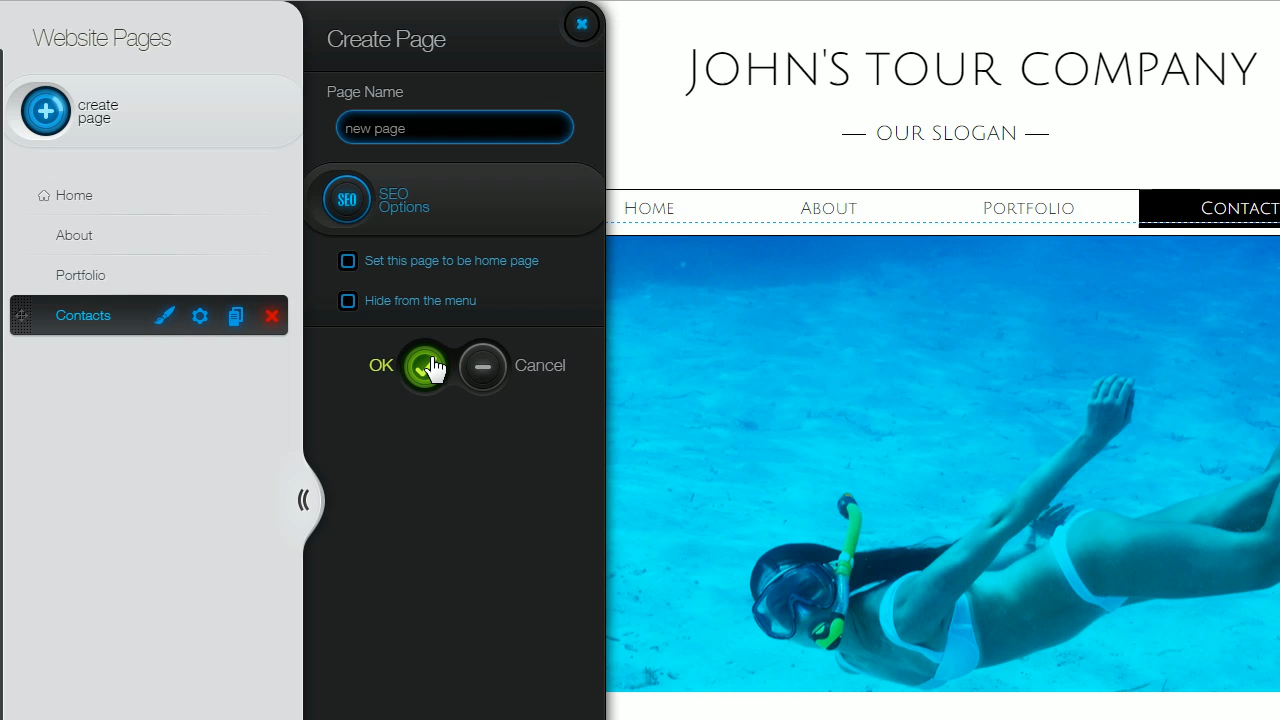 Website Pages
create
page
Home
About
Portfolio
Contacts
Create Page
Page Name
new page
SEO
SEO
Options
Set this page to be home page
Hide from the menu
OK
Cancel
JOHN'S TOUR COMPANY
— OUR SLOGAN —
HOME ABOUT PORTFOLIO CONTACT